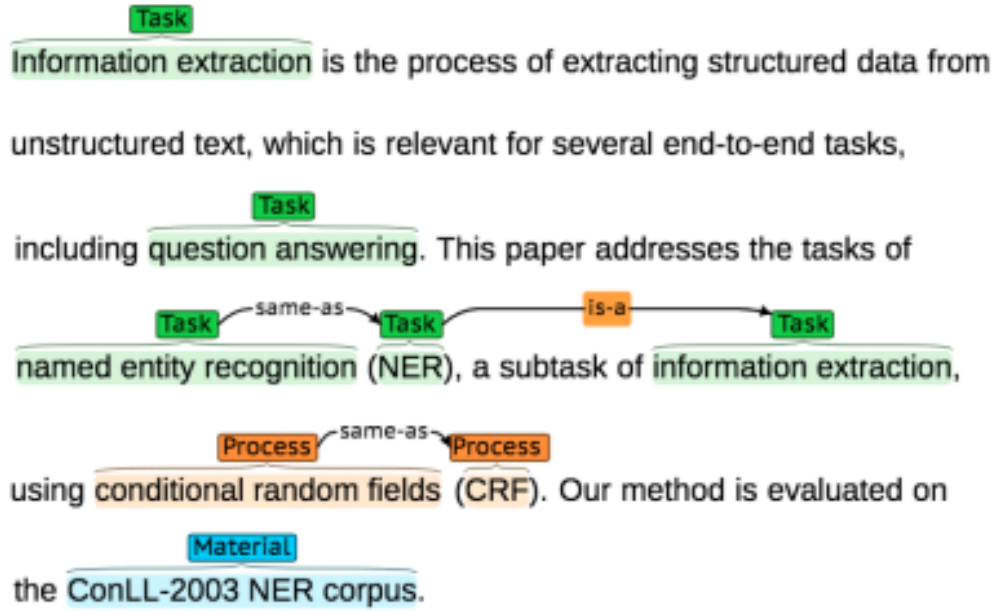 Task
Information extraction is the process of extracting structured data from
unstructured text, which is relevant for several end-to-end tasks,
Task
including question answering. This paper addresses the tasks of
Task same-as Task is-a Task
named entity recognition (NER), a subtask of information extraction,
Process same-as Process
using conditional random fields (CRF). Our method is evaluated on
Material
the ConLL-2003 NER corpus.